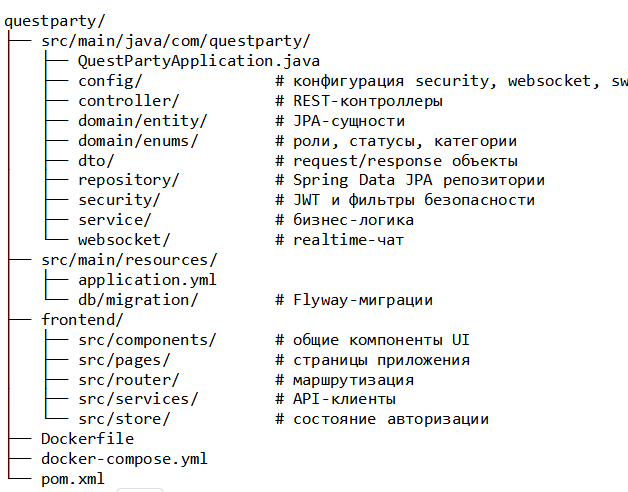 questparty/
├── src/main/java/com/questparty/
│   ├── QuestPartyApplication.java
│   ├── config/             # конфигурация security, websocket, sw
│   ├── controller/         # REST-контроллеры
│   ├── domain/entity/      # JPA-сущности
│   ├── domain/enums/       # роли, статусы, категории
│   ├── dto/                # request/response объекты
│   ├── repository/         # Spring Data JPA репозитории
│   ├── security/           # JWT и фильтры безопасности
│   ├── service/            # бизнес-логика
│   └── websocket/          # realtime-чат
├── src/main/resources/
│   ├── application.yml
│   └── db/migration/       # Flyway-миграции
├── frontend/
│   ├── src/components/     # общие компоненты UI
│   ├── src/pages/          # страницы приложения
│   ├── src/router/         # маршрутизация
│   ├── src/services/       # API-клиенты
│   └── src/store/          # состояние авторизации
├── Dockerfile
├── docker-compose.yml
└── pom.xml